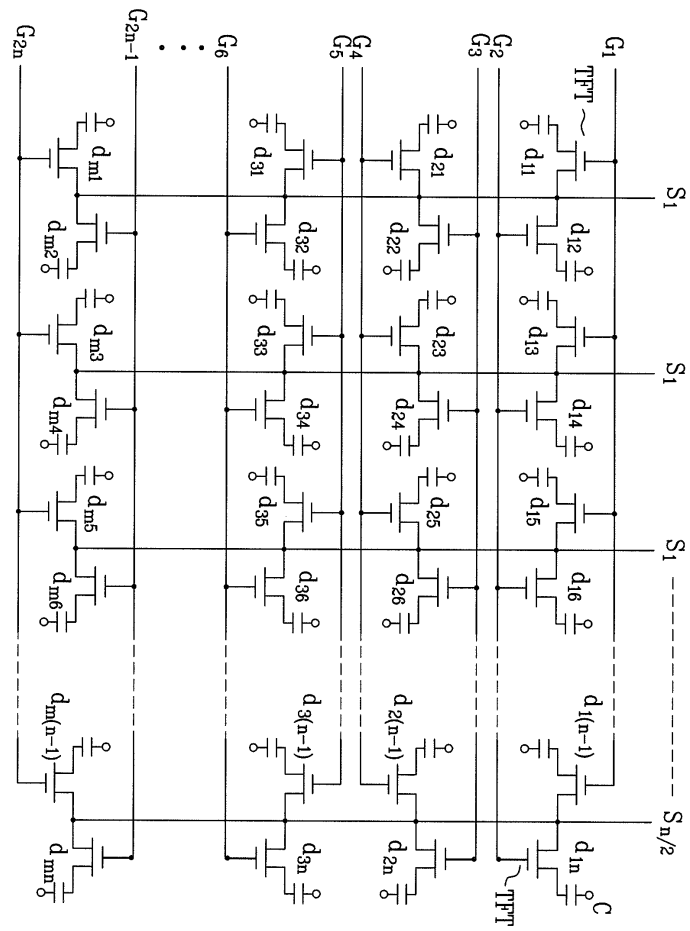 G₂ₙ
G₂ₙ₋₁
• • •
G₆
G₅
G₄
G₃
G₂
G₁
TFT
dₘ₁
d₃₁
d₂₁
d₁₁
S₁
dₘ₂
d₃₂
d₂₂
d₁₂
dₘ₃
d₃₃
d₂₃
d₁₃
S₁
dₘ₄
d₃₄
d₂₄
d₁₄
dₘ₅
d₃₅
d₂₅
d₁₅
S₁
dₘ₆
d₃₆
d₂₆
d₁₆
dₘ₍ₙ₋₁₎
d₃₍ₙ₋₁₎
d₂₍ₙ₋₁₎
d₁₍ₙ₋₁₎
Sₙ/₂
dₘₙ
d₃ₙ
d₂ₙ
d₁ₙ
TFT
C